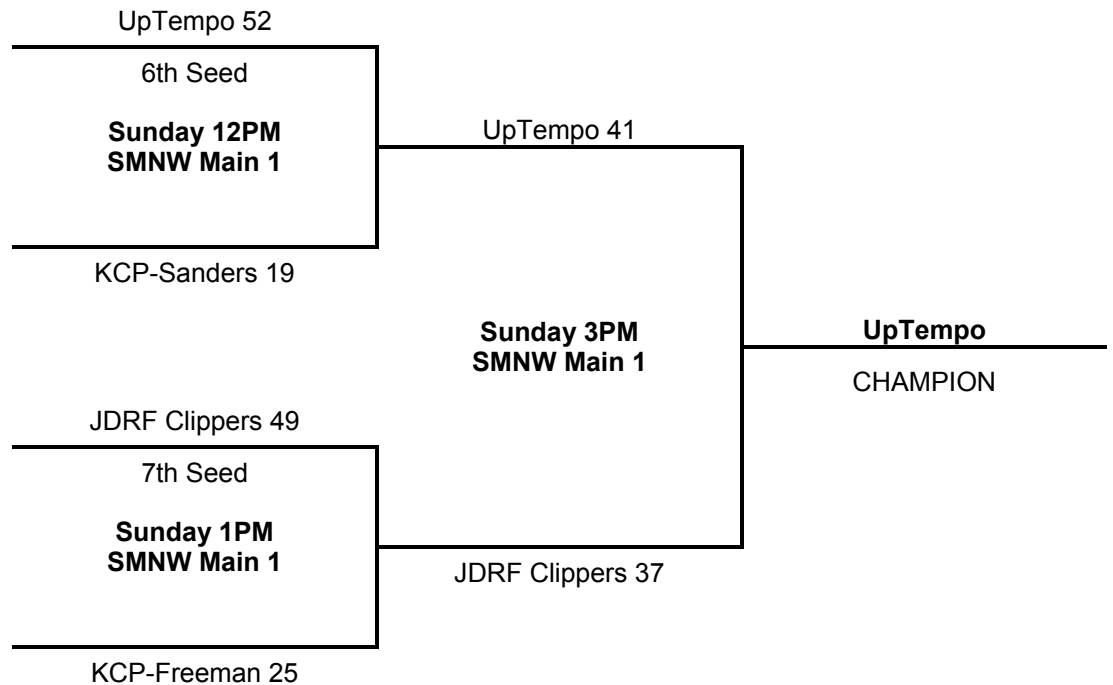 UpTempo 52
6th Seed
Sunday 12PM
SMNW Main 1
UpTempo 41
KCP-Sanders 19
Sunday 3PM
SMNW Main 1
UpTempo
CHAMPION
JDRF Clippers 49
7th Seed
Sunday 1PM
SMNW Main 1
JDRF Clippers 37
KCP-Freeman 25